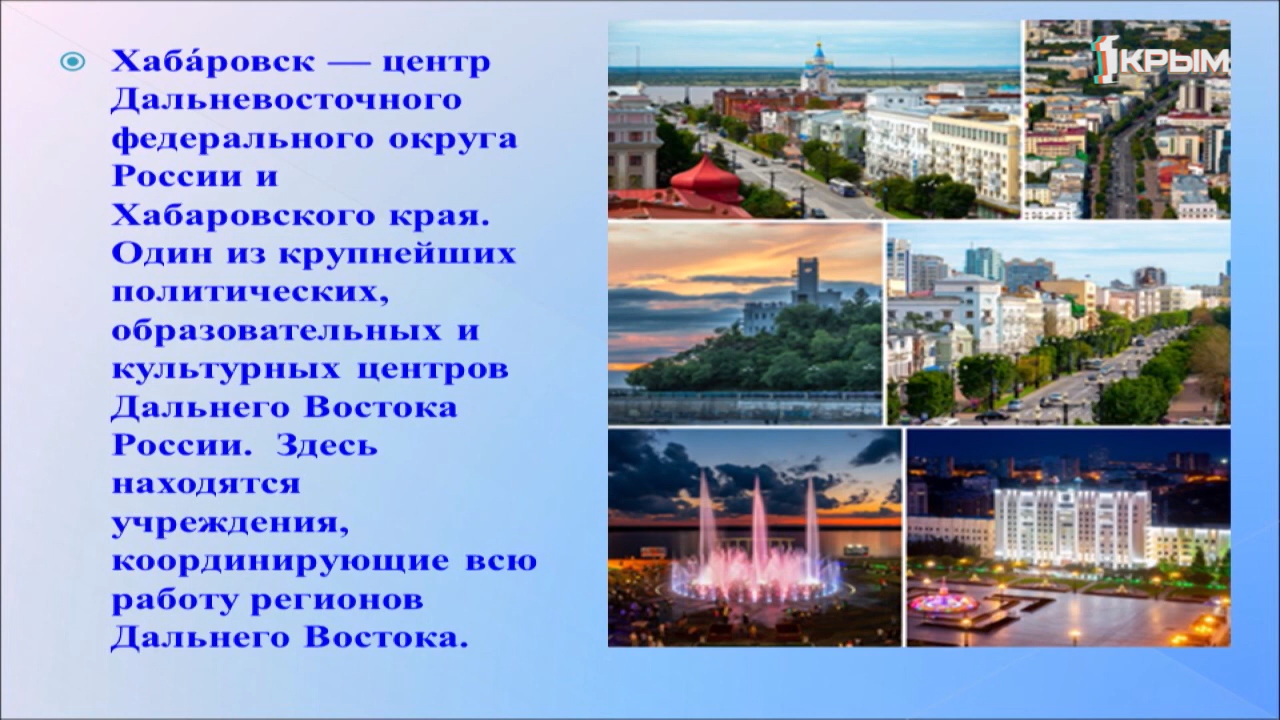 Хаба́ровск — центр
Дальневосточного
федерального округа
России и
Хабаровского края.
Один из крупнейших
политических,
образовательных и
культурных центров
Дальнего Востока
России. Здесь
находятся
учреждения,
координирующие всю
работу регионов
Дальнего Востока.
1КРЫМ